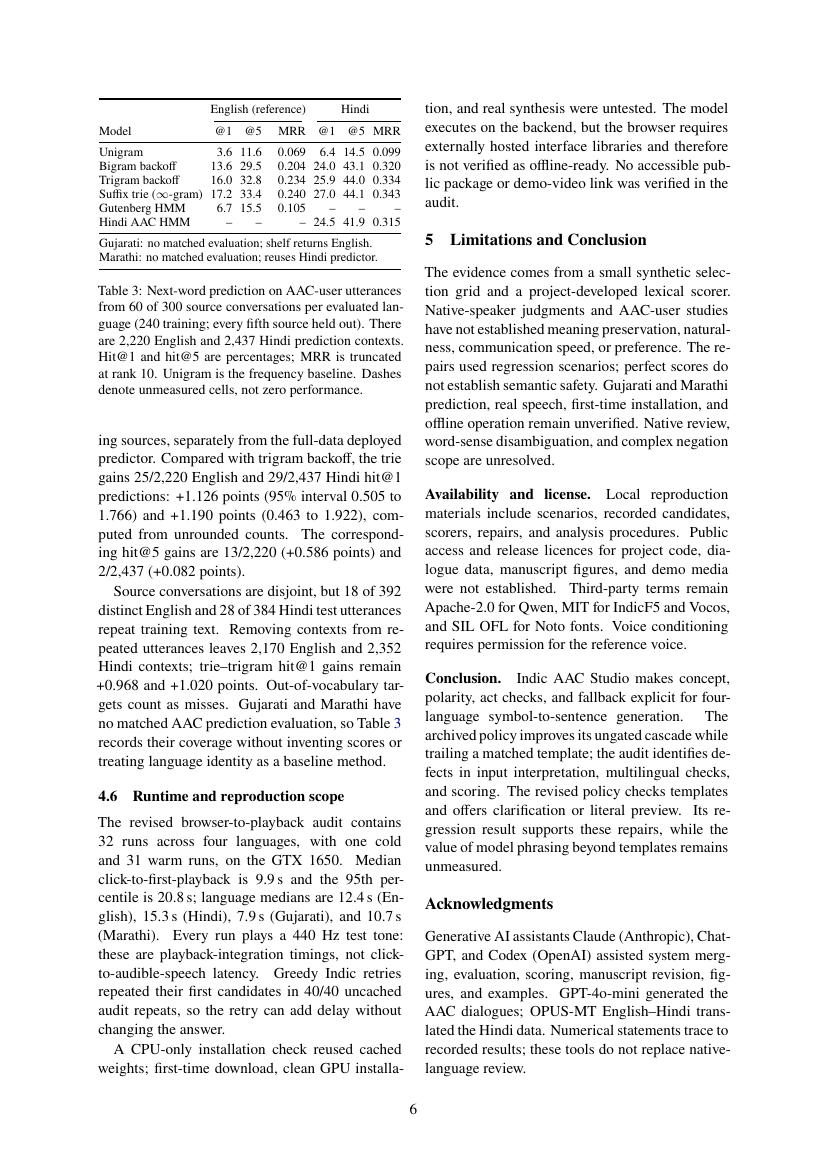 English (reference) Hindi
Model @1 @5 MRR @1 @5 MRR
Unigram 3.6 11.6 0.069 6.4 14.5 0.099
Bigram backoff 13.6 29.5 0.204 24.0 43.1 0.320
Trigram backoff 16.0 32.8 0.234 25.9 44.0 0.334
Suffix trie (∞-gram) 17.2 33.4 0.240 27.0 44.1 0.343
Gutenberg HMM 6.7 15.5 0.105 – – –
Hindi AAC HMM – – – 24.5 41.9 0.315
Gujarati: no matched evaluation; shelf returns English.
Marathi: no matched evaluation; reuses Hindi predictor.
Table 3: Next-word prediction on AAC-user utterances
from 60 of 300 source conversations per evaluated lan-
guage (240 training; every fifth source held out). There
are 2,220 English and 2,437 Hindi prediction contexts.
Hit@1 and hit@5 are percentages; MRR is truncated
at rank 10. Unigram is the frequency baseline. Dashes
denote unmeasured cells, not zero performance.
ing sources, separately from the full-data deployed
predictor. Compared with trigram backoff, the trie
gains 25/2,220 English and 29/2,437 Hindi hit@1
predictions: +1.126 points (95% interval 0.505 to
1.766) and +1.190 points (0.463 to 1.922), com-
puted from unrounded counts. The correspond-
ing hit@5 gains are 13/2,220 (+0.586 points) and
2/2,437 (+0.082 points).
Source conversations are disjoint, but 18 of 392
distinct English and 28 of 384 Hindi test utterances
repeat training text. Removing contexts from re-
peated utterances leaves 2,170 English and 2,352
Hindi contexts; trie–trigram hit@1 gains remain
+0.968 and +1.020 points. Out-of-vocabulary tar-
gets count as misses. Gujarati and Marathi have
no matched AAC prediction evaluation, so Table 3
records their coverage without inventing scores or
treating language identity as a baseline method.
4.6 Runtime and reproduction scope
The revised browser-to-playback audit contains
32 runs across four languages, with one cold
and 31 warm runs, on the GTX 1650. Median
click-to-first-playback is 9.9 s and the 95th per-
centile is 20.8 s; language medians are 12.4 s (En-
glish), 15.3 s (Hindi), 7.9 s (Gujarati), and 10.7 s
(Marathi). Every run plays a 440 Hz test tone:
these are playback-integration timings, not click-
to-audible-speech latency. Greedy Indic retries
repeated their first candidates in 40/40 uncached
audit repeats, so the retry can add delay without
changing the answer.
A CPU-only installation check reused cached
weights; first-time download, clean GPU installa-
tion, and real synthesis were untested. The model
executes on the backend, but the browser requires
externally hosted interface libraries and therefore
is not verified as offline-ready. No accessible pub-
lic package or demo-video link was verified in the
audit.
5 Limitations and Conclusion
The evidence comes from a small synthetic selec-
tion grid and a project-developed lexical scorer.
Native-speaker judgments and AAC-user studies
have not established meaning preservation, natural-
ness, communication speed, or preference. The re-
pairs used regression scenarios; perfect scores do
not establish semantic safety. Gujarati and Marathi
prediction, real speech, first-time installation, and
offline operation remain unverified. Native review,
word-sense disambiguation, and complex negation
scope are unresolved.
Availability and license. Local reproduction
materials include scenarios, recorded candidates,
scorers, repairs, and analysis procedures. Public
access and release licences for project code, dia-
logue data, manuscript figures, and demo media
were not established. Third-party terms remain
Apache-2.0 for Qwen, MIT for IndicF5 and Vocos,
and SIL OFL for Noto fonts. Voice conditioning
requires permission for the reference voice.
Conclusion. Indic AAC Studio makes concept,
polarity, act checks, and fallback explicit for four-
language symbol-to-sentence generation. The
archived policy improves its ungated cascade while
trailing a matched template; the audit identifies de-
fects in input interpretation, multilingual checks,
and scoring. The revised policy checks templates
and offers clarification or literal preview. Its re-
gression result supports these repairs, while the
value of model phrasing beyond templates remains
unmeasured.
Acknowledgments
Generative AI assistants Claude (Anthropic), Chat-
GPT, and Codex (OpenAI) assisted system merg-
ing, evaluation, scoring, manuscript revision, fig-
ures, and examples. GPT-4o-mini generated the
AAC dialogues; OPUS-MT English–Hindi trans-
lated the Hindi data. Numerical statements trace to
recorded results; these tools do not replace native-
language review.
6